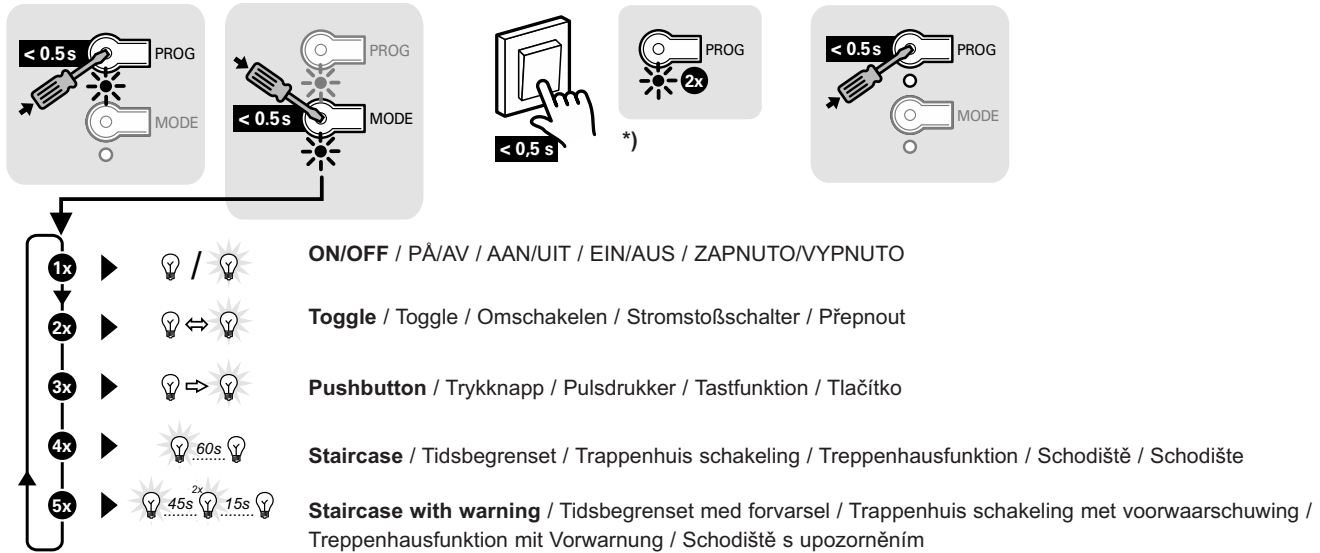 < 0.5 s PROG
MODE
PROG
< 0.5 s MODE
< 0,5 s
PROG
2x
*)
< 0.5 s PROG
MODE
1x / ON/OFF / PÅ/AV / AAN/UIT / EIN/AUS / ZAPNUTO/VYPNUTO
2x Toggle / Toggle / Omschakelen / Stromstoßschalter / Přepnout
3x Pushbutton / Trykknapp / Pulsdrukker / Tastfunktion / Tlačítko
4x 60s Staircase / Tidsbegrenset / Trappenhuis schakeling / Treppenhausfunktion / Schodiště / Schodište
5x 45s 2x 15s Staircase with warning / Tidsbegrenset med forvarsel / Trappenhuis schakeling met voorwaarschuwing /
Treppenhausfunktion mit Vorwarnung / Schodiště s upozorněním